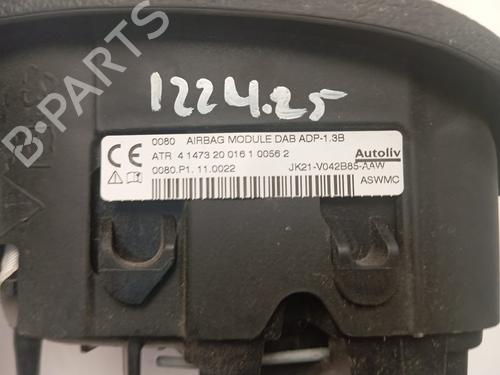 1224.25
0080 AIRBAG MODULE DAB ADP-1.3B
ATR 4 1473 20 016 1 0056 2
Autoliv
0080.P1. 11.0022 JK21-V042B85-AAW
ASWMC
B-PARTS